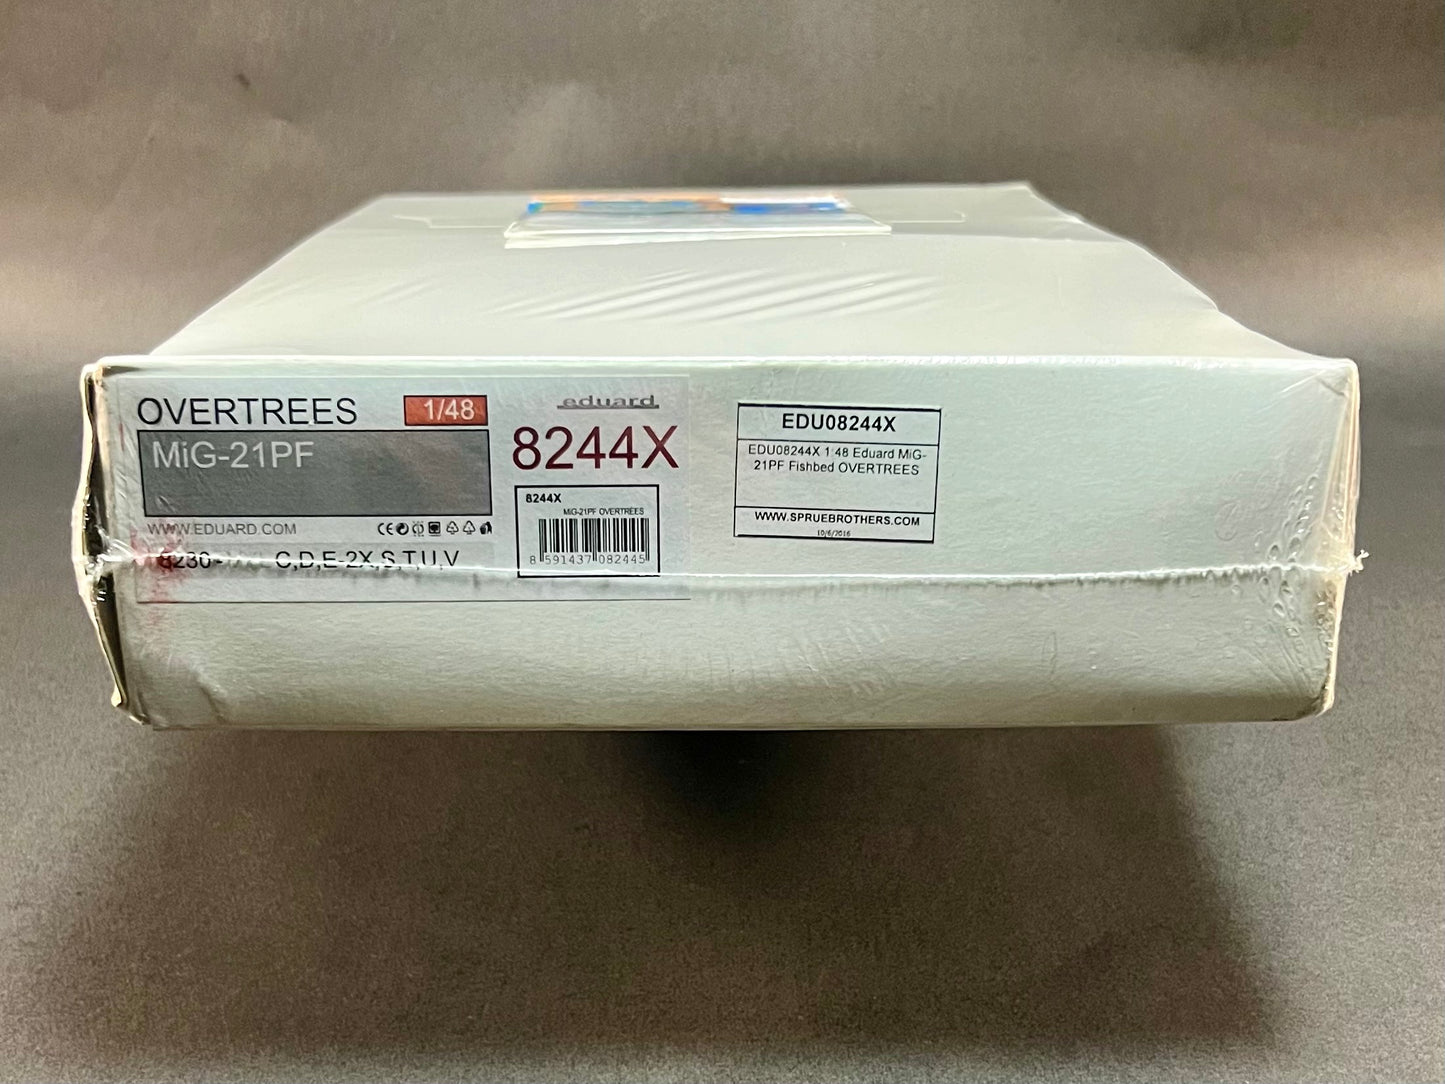 OVERTREES 1/48
MiG-21PF
WWW.EDUARD.COM
8230- C,D,E-2X,S,T,U,V
eduard
8244X
8244X
MiG-21PF OVERTREES
8 591437 082445
EDU08244X
EDU08244X 1:48 Eduard MiG-
21PF Fishbed OVERTREES
WWW.SPRUEBROTHERS.COM
10/6/2016